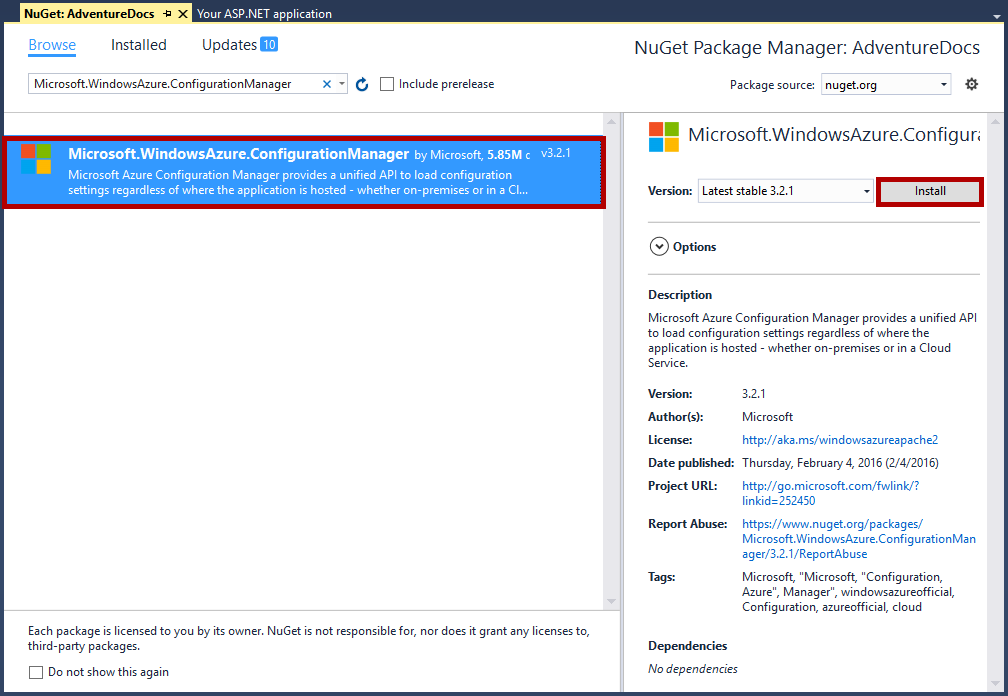 NuGet: AdventureDocs
Your ASP.NET application
Browse
Installed
Updates 10
NuGet Package Manager: AdventureDocs
Microsoft.WindowsAzure.ConfigurationManager
Include prerelease
Package source: nuget.org
Microsoft.WindowsAzure.ConfigurationManager by Microsoft, 5.85M c v3.2.1
Microsoft Azure Configuration Manager provides a unified API to load configuration
settings regardless of where the application is hosted - whether on-premises or in a Cl...
Each package is licensed to you by its owner. NuGet is not responsible for, nor does it grant any licenses to,
third-party packages.
Do not show this again
Microsoft.WindowsAzure.Configura
Version: Latest stable 3.2.1 Install
Options
Description
Microsoft Azure Configuration Manager provides a unified API
to load configuration settings regardless of where the
application is hosted - whether on-premises or in a Cloud
Service.
Version: 3.2.1
Author(s): Microsoft
License: http://aka.ms/windowsazureapache2
Date published: Thursday, February 4, 2016 (2/4/2016)
Project URL: http://go.microsoft.com/fwlink/?
linkid=252450
Report Abuse: https://www.nuget.org/packages/
Microsoft.WindowsAzure.ConfigurationMan
ager/3.2.1/ReportAbuse
Tags: Microsoft, "Microsoft, "Configuration,
Azure", Manager", windowsazureofficial,
Configuration, azureofficial, cloud
Dependencies
No dependencies